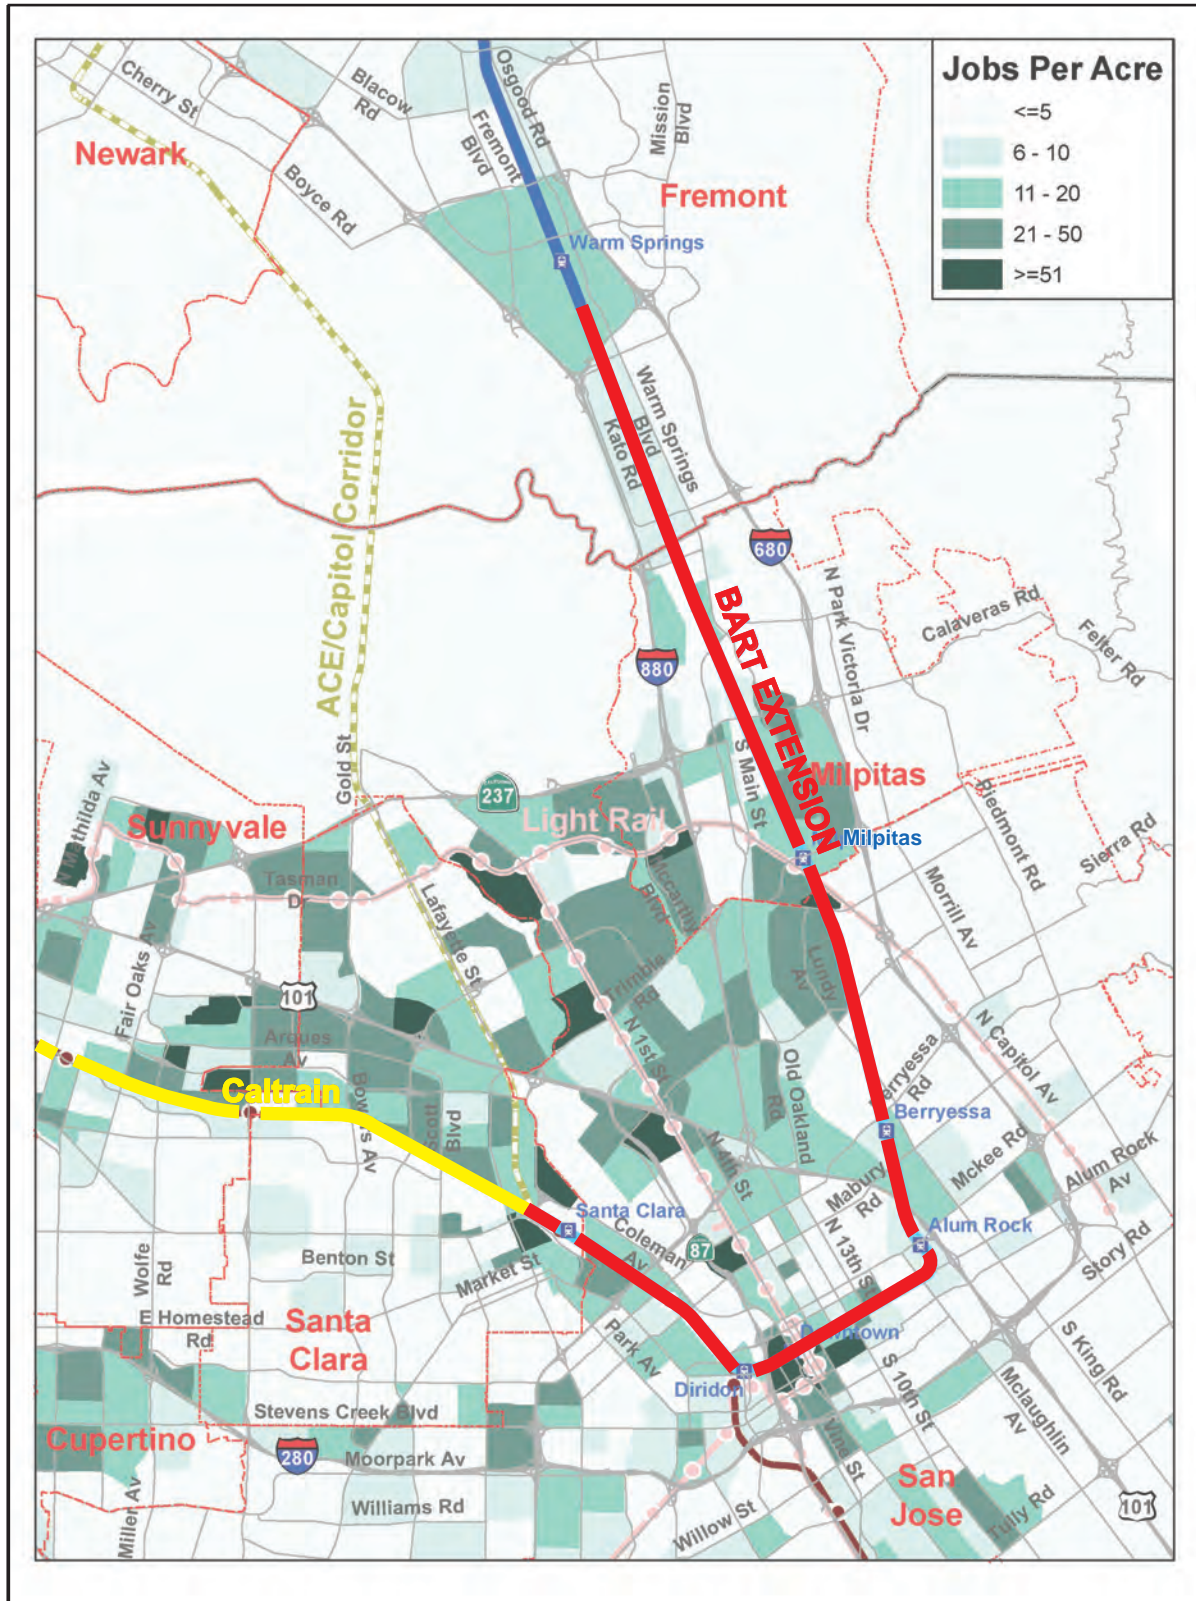 Jobs Per Acre
<=5
6 - 10
11 - 20
21 - 50
>=51
Cherry St
Blacow
Rd
Osgood Rd
Fremont
Blvd
Mission
Blvd
Newark
Boyce Rd
Fremont
Warm Springs
Warm Springs
Blvd
Kato Rd
ACE/Capitol Corridor
680
N Park Victoria Dr
Calaveras Rd
Felter Rd
BART EXTENSION
880
Gold St
S Main St
Milpitas
Milpitas
Piedmont Rd
Sierra Rd
N Mathilda Av
CALIFORNIA
237
Sunnyvale
Light Rail
Tasman
Dr
Mccarthy
Blvd
Morrill Av
Lafayette St
Fair Oaks Av
101
Trimble
Rd
Lundy
Av
Arques
Av
N 1st St
N Capitol Av
Caltrain
Bowers Av
Scott
Blvd
Old Oakland
Rd
Berryessa
Rd
Berryessa
N 4th St
Mckee Rd
Alum Rock
Av
Mabury
Rd
Santa Clara
Coleman
Av
87
N 13th St
Alum Rock
Story Rd
Wolfe
Rd
Benton St
Market St
E Homestead
Rd
Santa
Clara
Park Av
Downtown
Diridon
S 10th St
S King Rd
Mclaughlin
Av
Stevens Creek Blvd
Cupertino
280
Moorpark Av
Vine St
San
Jose
Miller Av
Williams Rd
Willow St
Tully Rd
101